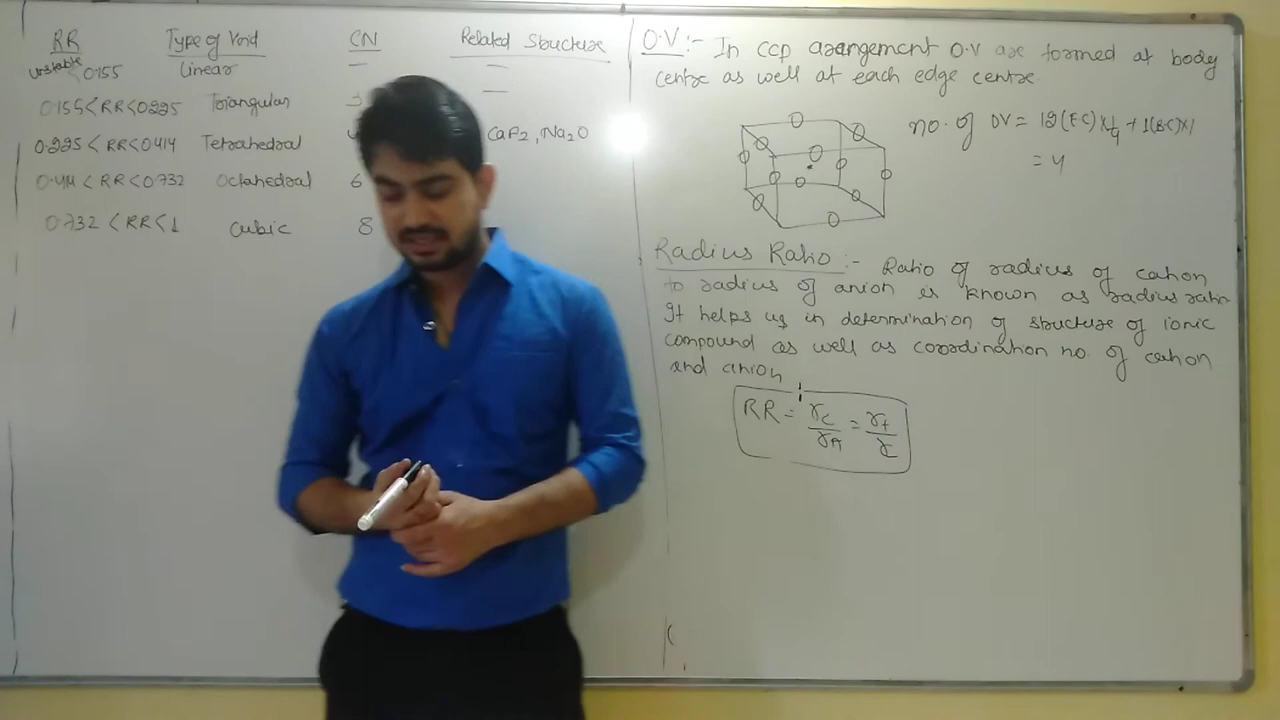 RR Type of Void CN Related Structure
unstable 0.155 Linear
0.155<RR<0.225 Triangular 3
0.225<RR<0.414 Tetrahedral CaF2, Na2O
0.414<RR<0.732 Octahedral 6
0.732<RR<1 Cubic 8
O.V :- In ccp arangement O.V are formed at body
centre as well at each edge centre
no. of OV = 12(EC)x1/4 + 1(BC)x1
= 4
Radius Ratio :- Ratio of radius of cation
to radius of anion is known as radius ratio
It helps us in determination of structure of ionic
compound as well as coordination no. of cation
and anion
RR = rC/rA = r+/r-